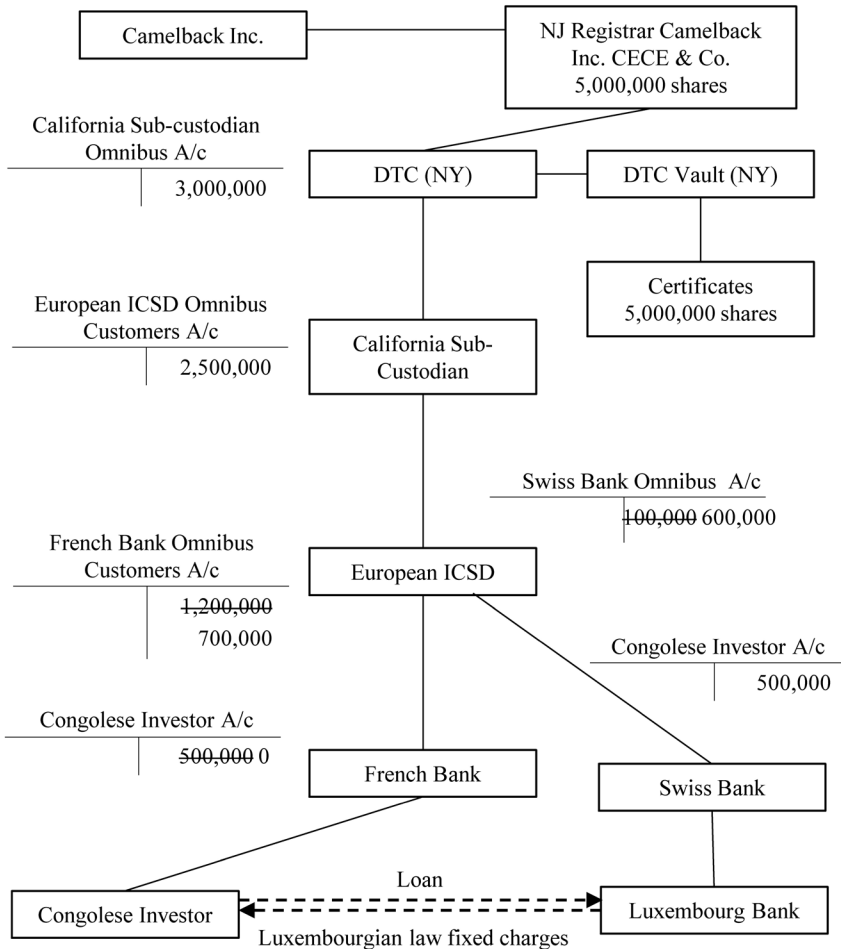 Camelback Inc.
NJ Registrar Camelback
Inc. CECE & Co.
5,000,000 shares
California Sub-custodian
Omnibus A/c
3,000,000
DTC (NY)
DTC Vault (NY)
Certificates
5,000,000 shares
European ICSD Omnibus
Customers A/c
2,500,000
California Sub-
Custodian
Swiss Bank Omnibus A/c
100,000 600,000
French Bank Omnibus
Customers A/c
1,200,000
700,000
European ICSD
Congolese Investor A/c
500,000
Congolese Investor A/c
500,000 0
French Bank
Swiss Bank
Congolese Investor
Loan
Luxembourg Bank
Luxembourgian law fixed charges